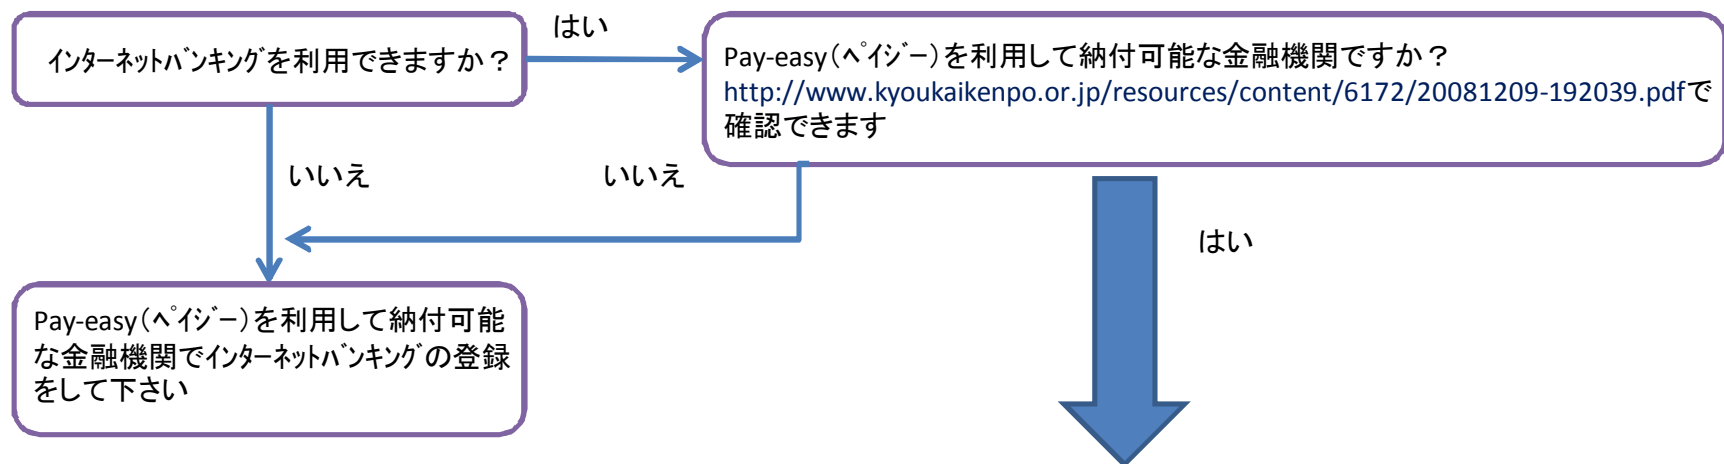 はい
インターネットバンキングを利用できますか？
Pay-easy（ペイジー）を利用して納付可能な金融機関ですか？
http://www.kyoukaikenpo.or.jp/resources/content/6172/20081209-192039.pdfで
確認できます
いいえ
いいえ
はい
Pay-easy（ペイジー）を利用して納付可能
な金融機関でインターネットバンキングの登録
をして下さい